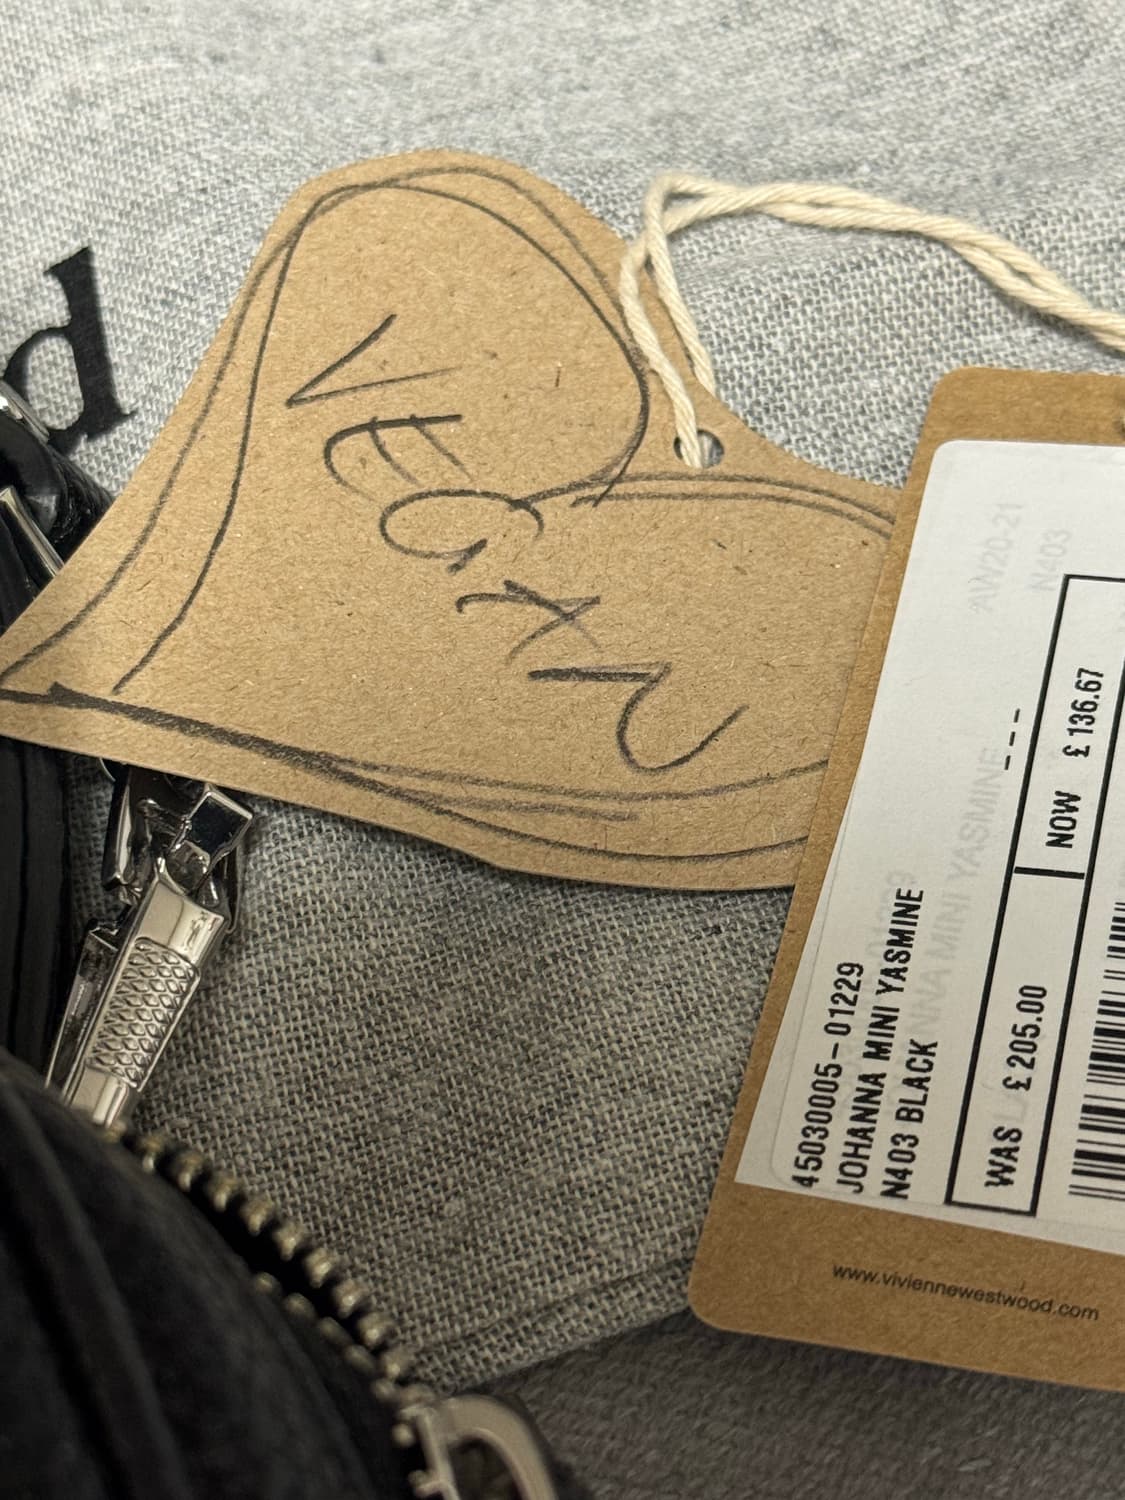 d
VEGAN
AW20-21
N403
45030005-01229
JOHANNA MINI YASMINE
N403 BLACK
---
WAS £ 205.00
NOW £ 136.67
www.viviennewestwood.com